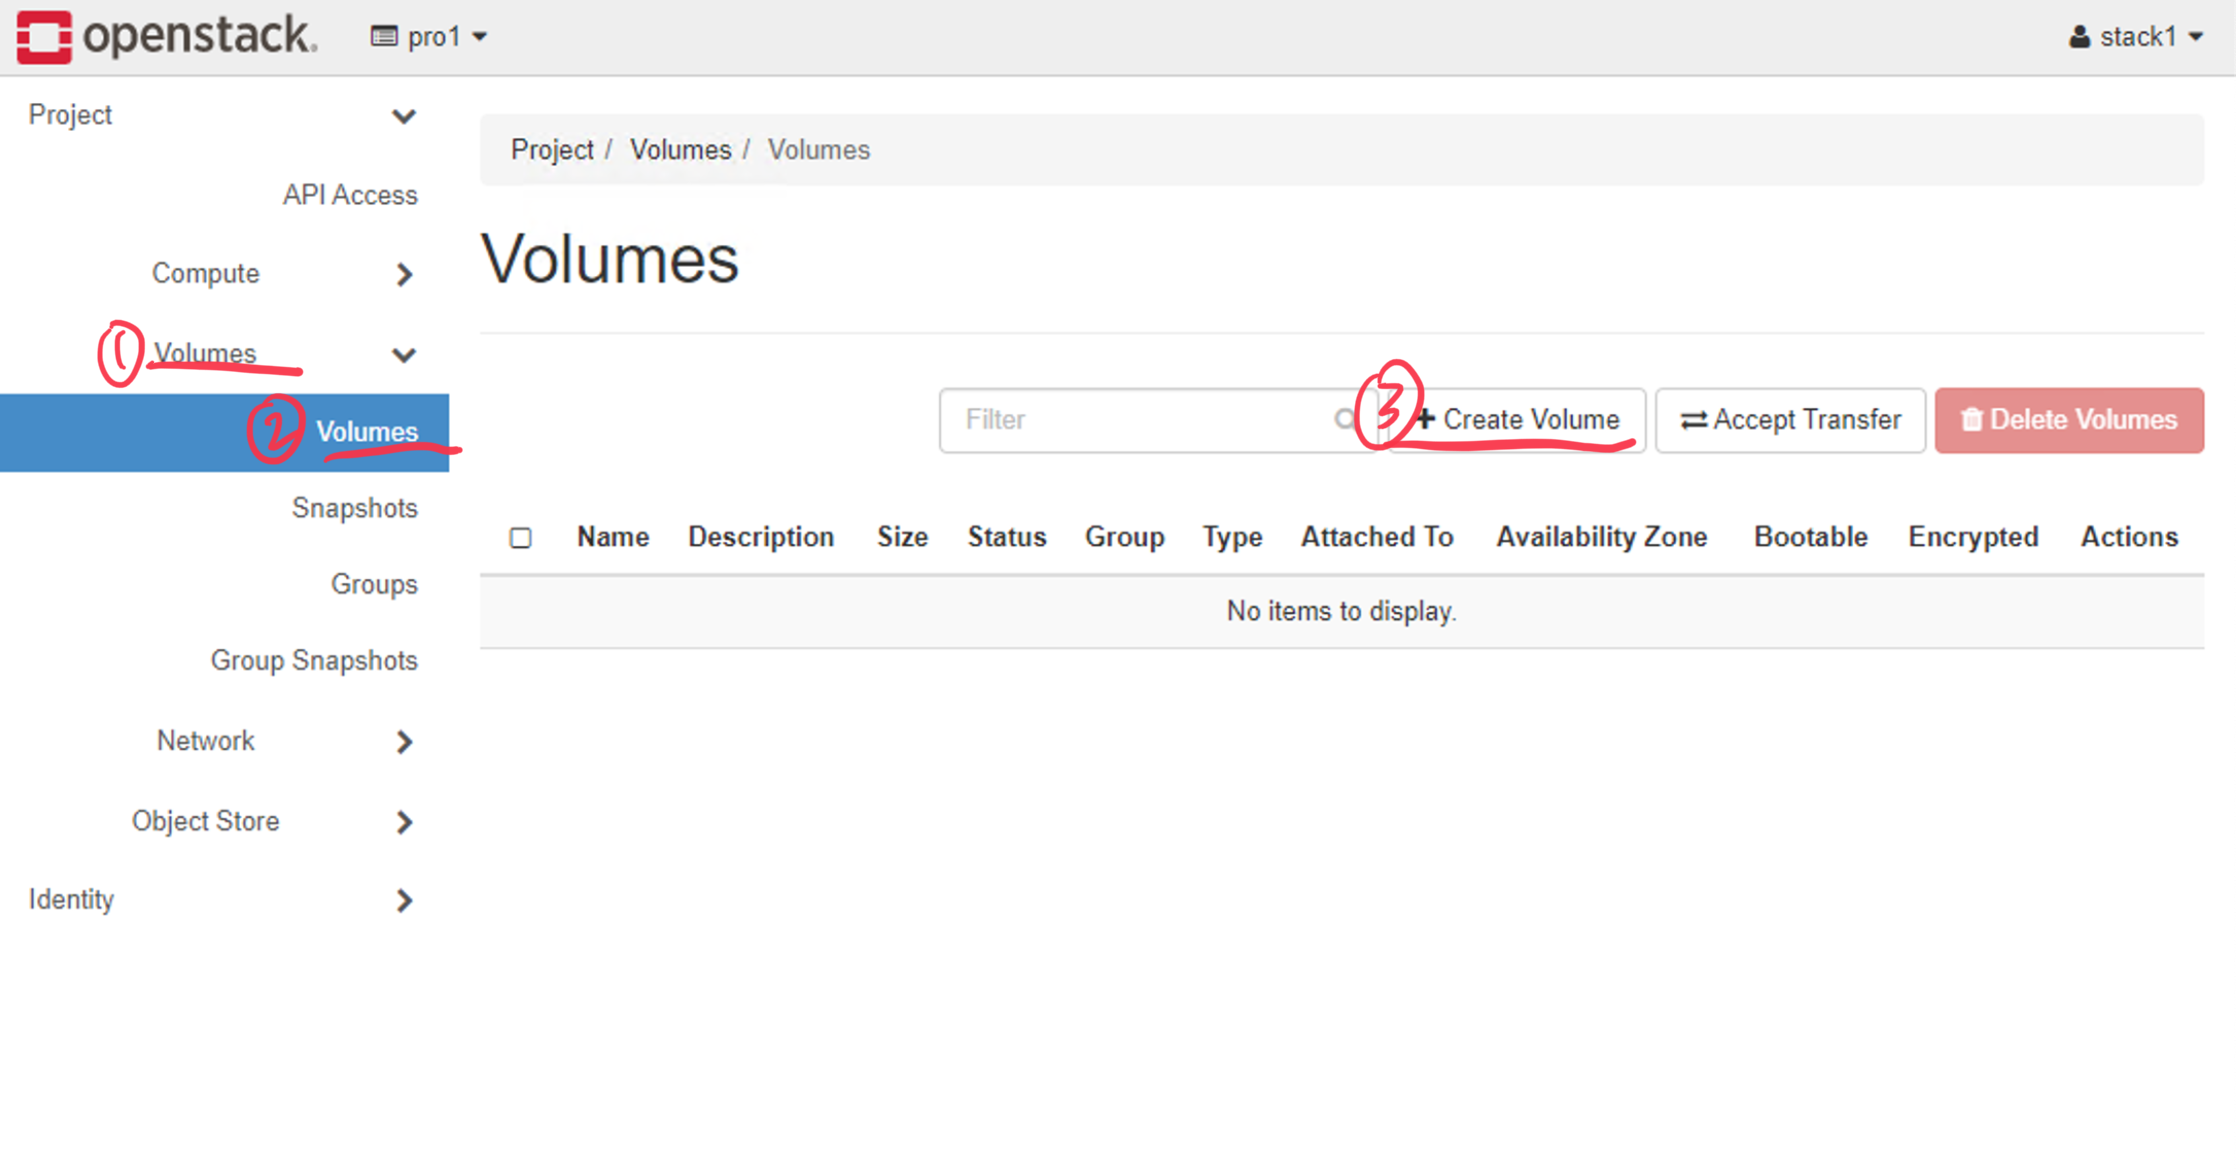 openstack. pro1 stack1
Project
API Access
Compute
① Volumes
② Volumes
Snapshots
Groups
Group Snapshots
Network
Object Store
Identity
Project / Volumes / Volumes
Volumes
Filter ③ + Create Volume Accept Transfer Delete Volumes
Name Description Size Status Group Type Attached To Availability Zone Bootable Encrypted Actions
No items to display.